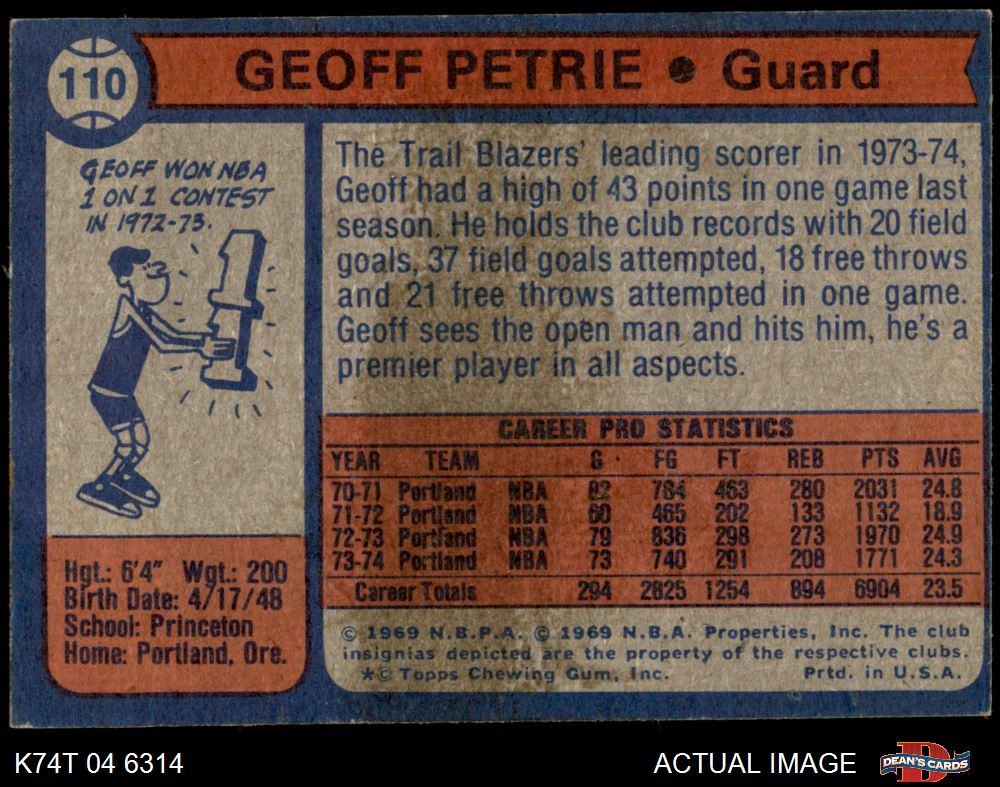 110
GEOFF PETRIE • Guard
GEOFF WON NBA
1 ON 1 CONTEST
IN 1972-73.
1
The Trail Blazers' leading scorer in 1973-74,
Geoff had a high of 43 points in one game last
season. He holds the club records with 20 field
goals, 37 field goals attempted, 18 free throws
and 21 free throws attempted in one game.
Geoff sees the open man and hits him, he's a
premier player in all aspects.
CAREER PRO STATISTICS
YEAR TEAM G FG FT REB PTS AVG
70-71 Portland NBA 82 784 463 280 2031 24.8
71-72 Portland NBA 60 465 202 133 1132 18.9
72-73 Portland NBA 79 836 298 273 1970 24.9
73-74 Portland NBA 73 740 291 208 1771 24.3
Career Totals 294 2825 1254 894 6904 23.5
Hgt.: 6'4" Wgt.: 200
Birth Date: 4/17/48
School: Princeton
Home: Portland, Ore.
© 1969 N.B.P.A. © 1969 N.B.A. Properties, Inc. The club
insignias depicted are the property of the respective clubs.
*© Topps Chewing Gum, Inc. Prtd. in U.S.A.
K74T 04 6314
ACTUAL IMAGE
D
DEAN'S CARDS